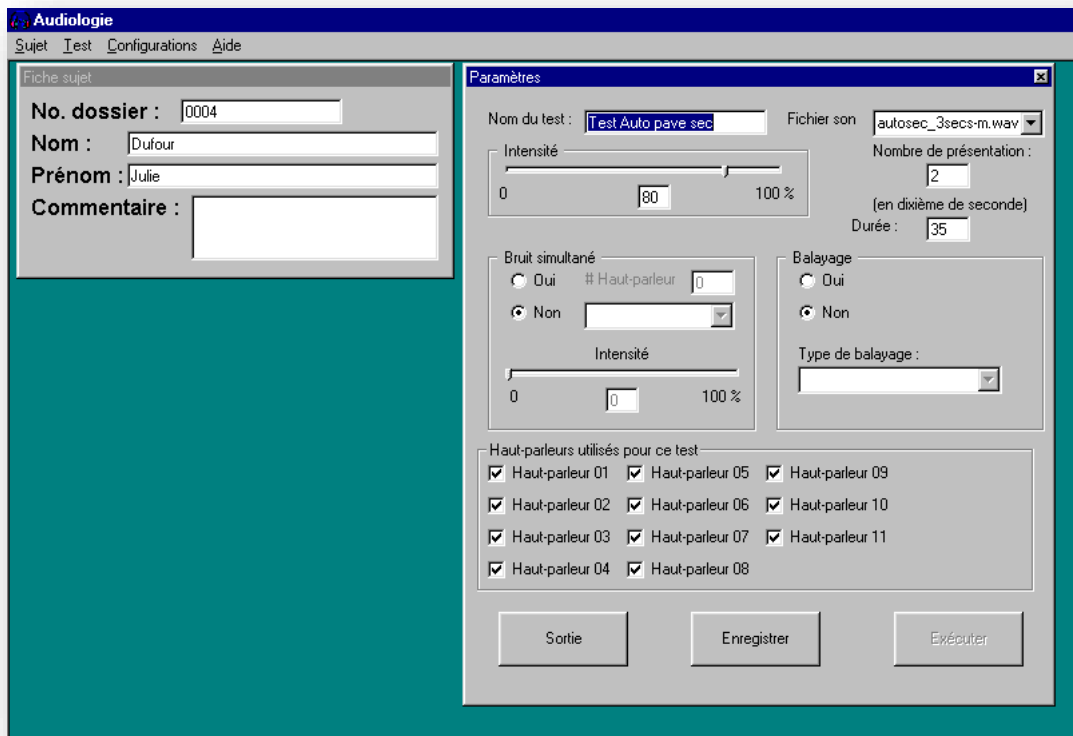 Audiologie
Sujet Test Configurations Aide
Fiche sujet
No. dossier : 0004
Nom : Dufour
Prénom : Julie
Commentaire :
Paramètres
Nom du test : Test Auto pave sec Fichier son autosec_3secs-m.wav
Intensité
0 80 100 %
Nombre de présentation :
2
(en dixième de seconde)
Durée : 35
Bruit simultané
Oui # Haut-parleur 0
Non
Intensité
0 0 100 %
Balayage
Oui
Non
Type de balayage :
Haut-parleurs utilisés pour ce test
Haut-parleur 01 Haut-parleur 05 Haut-parleur 09
Haut-parleur 02 Haut-parleur 06 Haut-parleur 10
Haut-parleur 03 Haut-parleur 07 Haut-parleur 11
Haut-parleur 04 Haut-parleur 08
Sortie Enregistrer Exécuter